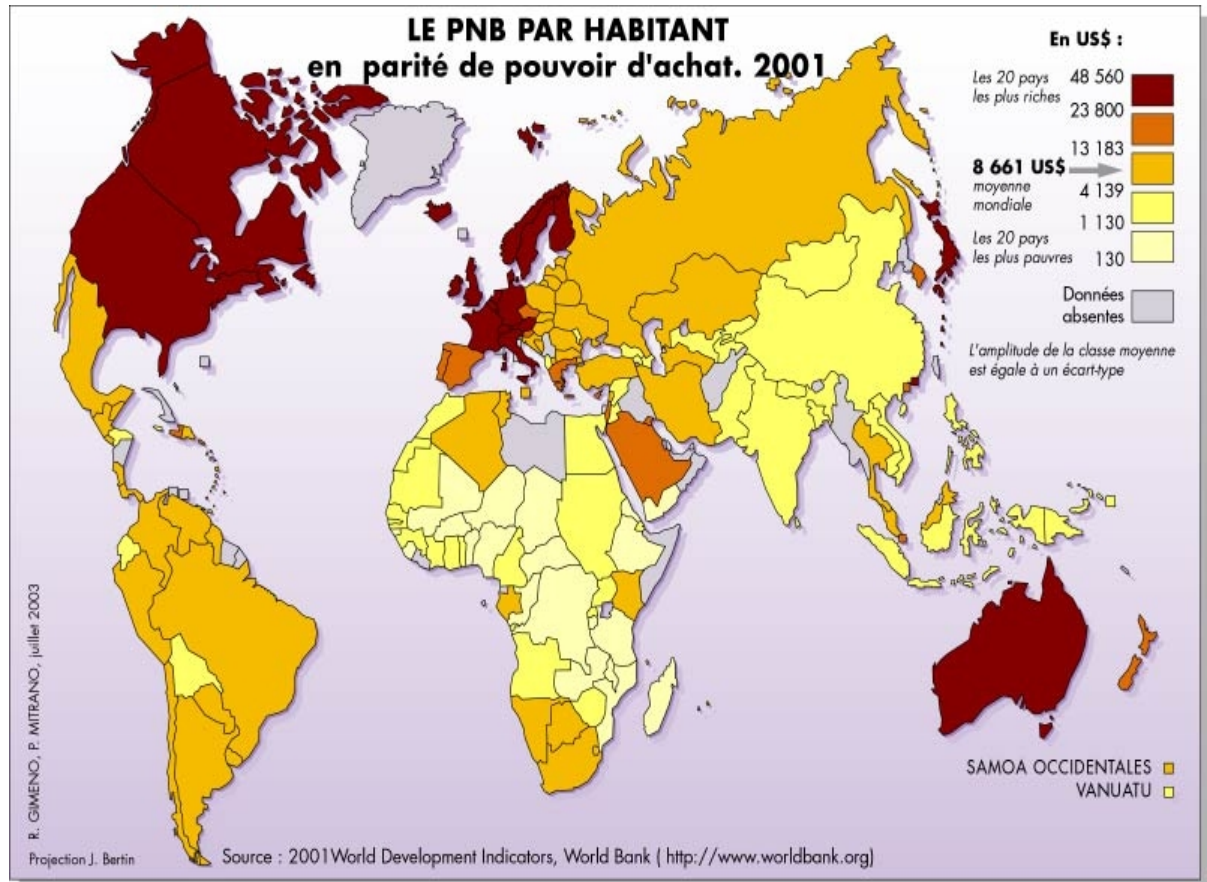 LE PNB PAR HABITANT
en parité de pouvoir d'achat. 2001
En US$ :
Les 20 pays
les plus riches
48 560
23 800
13 183
8 661 US$
moyenne
mondiale
4 139
1 130
Les 20 pays
les plus pauvres
130
Données
absentes
L'amplitude de la classe moyenne
est égale à un écart-type
SAMOA OCCIDENTALES
VANUATU
R. GIMENO, P. MITRANO, juillet 2003
Projection J. Bertin
Source : 2001World Development Indicators, World Bank ( http://www.worldbank.org)